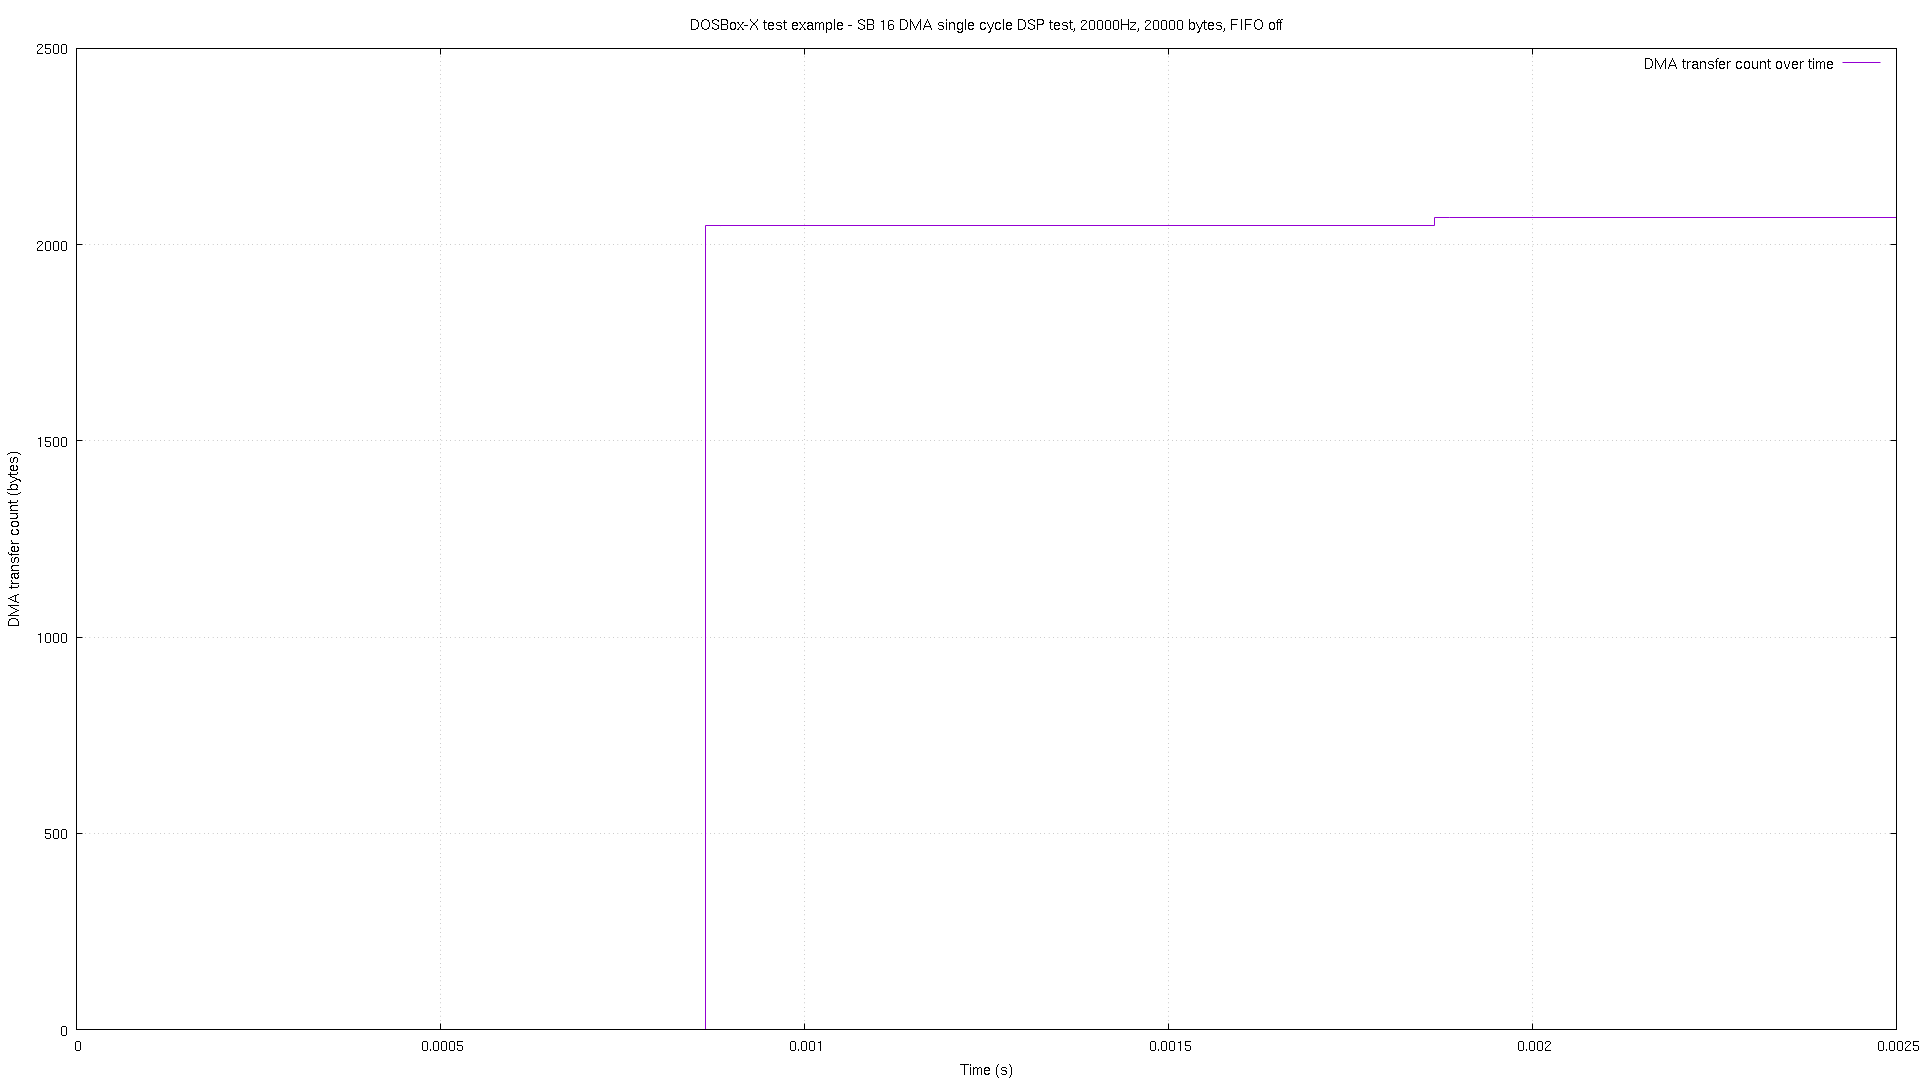 DOSBox-X test example - SB 16 DMA single cycle DSP test, 20000Hz, 20000 bytes, FIFO off
DMA transfer count over time
2500
2000
1500
1000
500
0
DMA transfer count (bytes)
0 0.0005 0.001 0.0015 0.002 0.0025
Time (s)